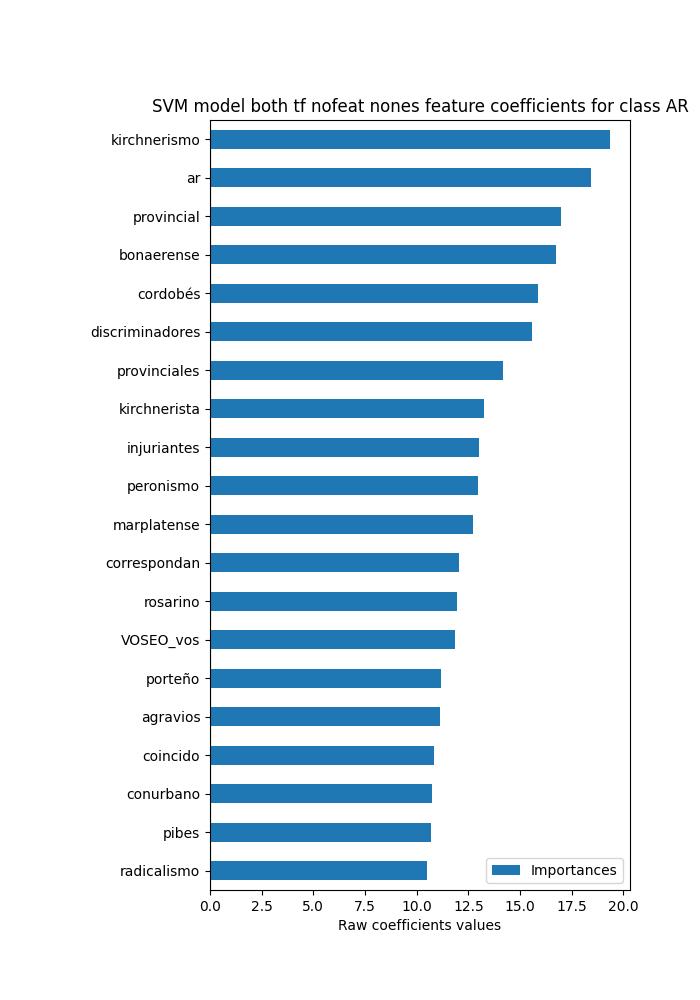 SVM model both tf nofeat nones feature coefficients for class AR
kirchnerismo
ar
provincial
bonaerense
cordobés
discriminadores
provinciales
kirchnerista
injuriantes
peronismo
marplatense
correspondan
rosarino
VOSEO_vos
porteño
agravios
coincido
conurbano
pibes
radicalismo
Importances
0.0 2.5 5.0 7.5 10.0 12.5 15.0 17.5 20.0
Raw coefficients values